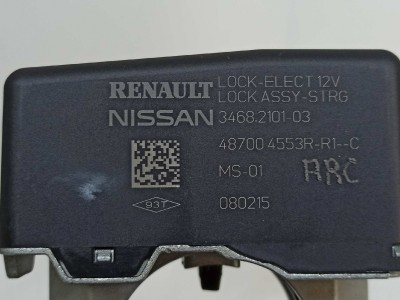 RENAULT LOCK-ELECT 12V
LOCK ASSY-STRG
NISSAN 3468.2101-03
48700 4553R-R1--C
MS-01 ARC
93T 080215